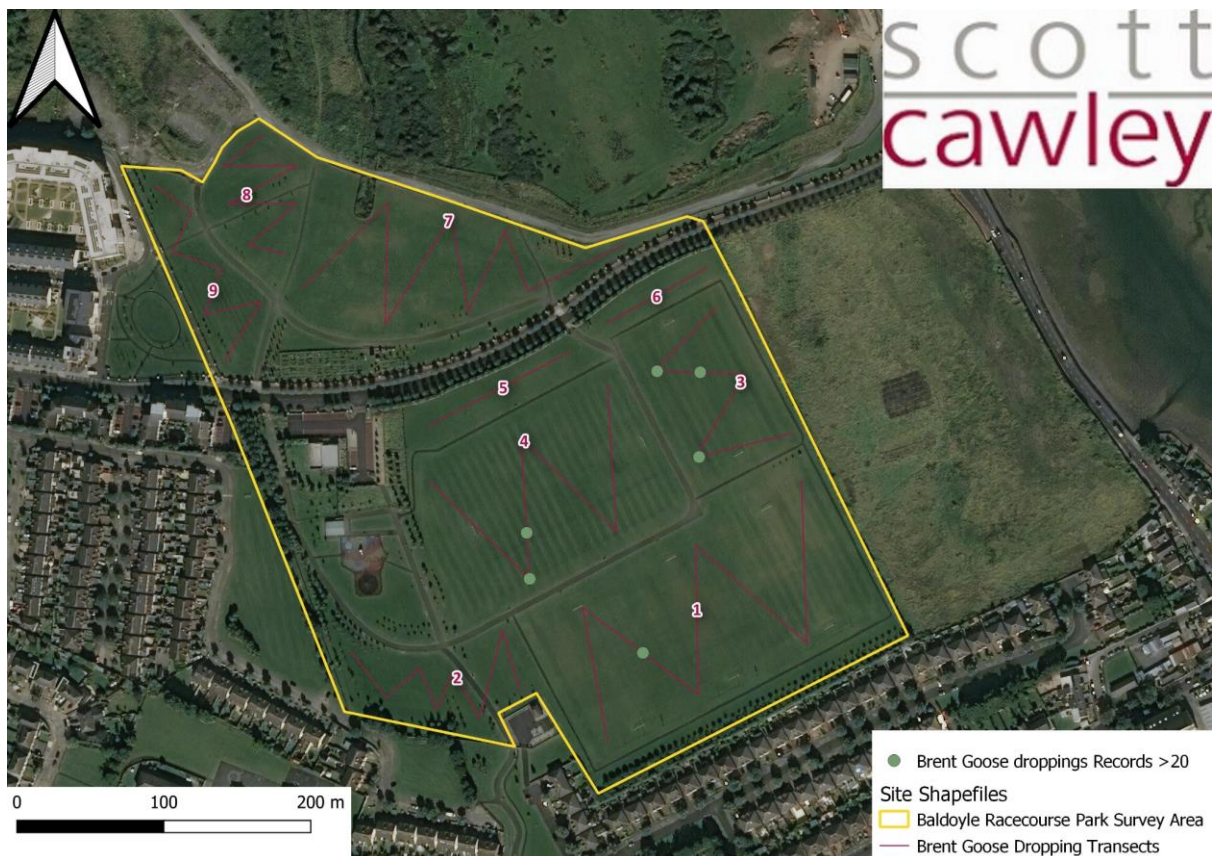 scott
cawley
8
7
9
6
5
3
4
1
2
0 100 200 m
Brent Goose droppings Records >20
Site Shapefiles
Baldoyle Racecourse Park Survey Area
Brent Goose Dropping Transects